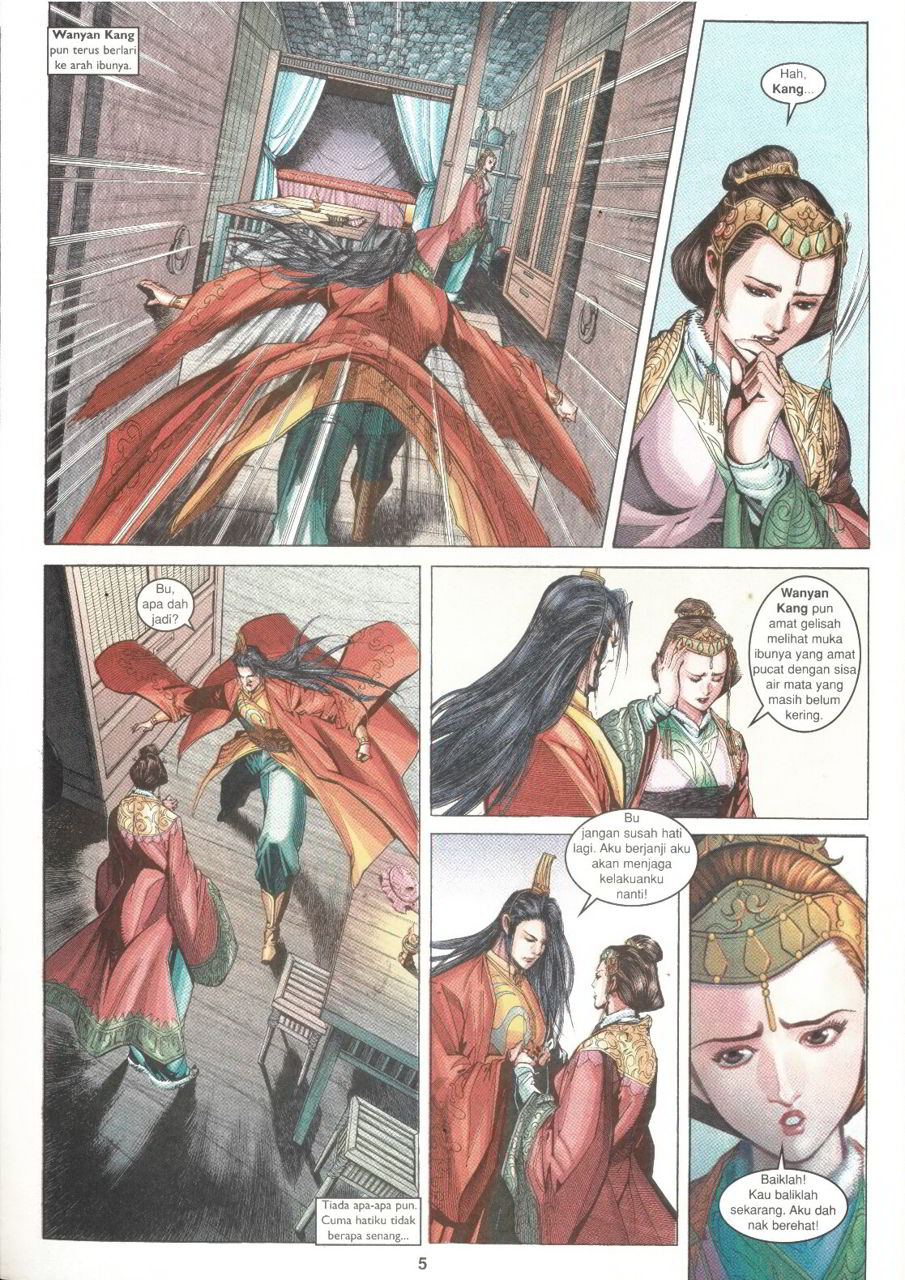 Wanyan Kang
pun terus berlari
ke arah ibunya.
Hah,
Kang...
Bu,
apa dah
jadi?
Wanyan
Kang pun
amat gelisah
melihat muka
ibunya yang amat
pucat dengan sisa
air mata yang
masih belum
kering.
Tiada apa-apa pun.
Cuma hatiku tidak
berapa senang...
Bu
jangan susah hati
lagi. Aku berjanji aku
akan menjaga
kelakuanku
nanti!
Baiklah!
Kau baliklah
sekarang. Aku dah
nak berehat!
5